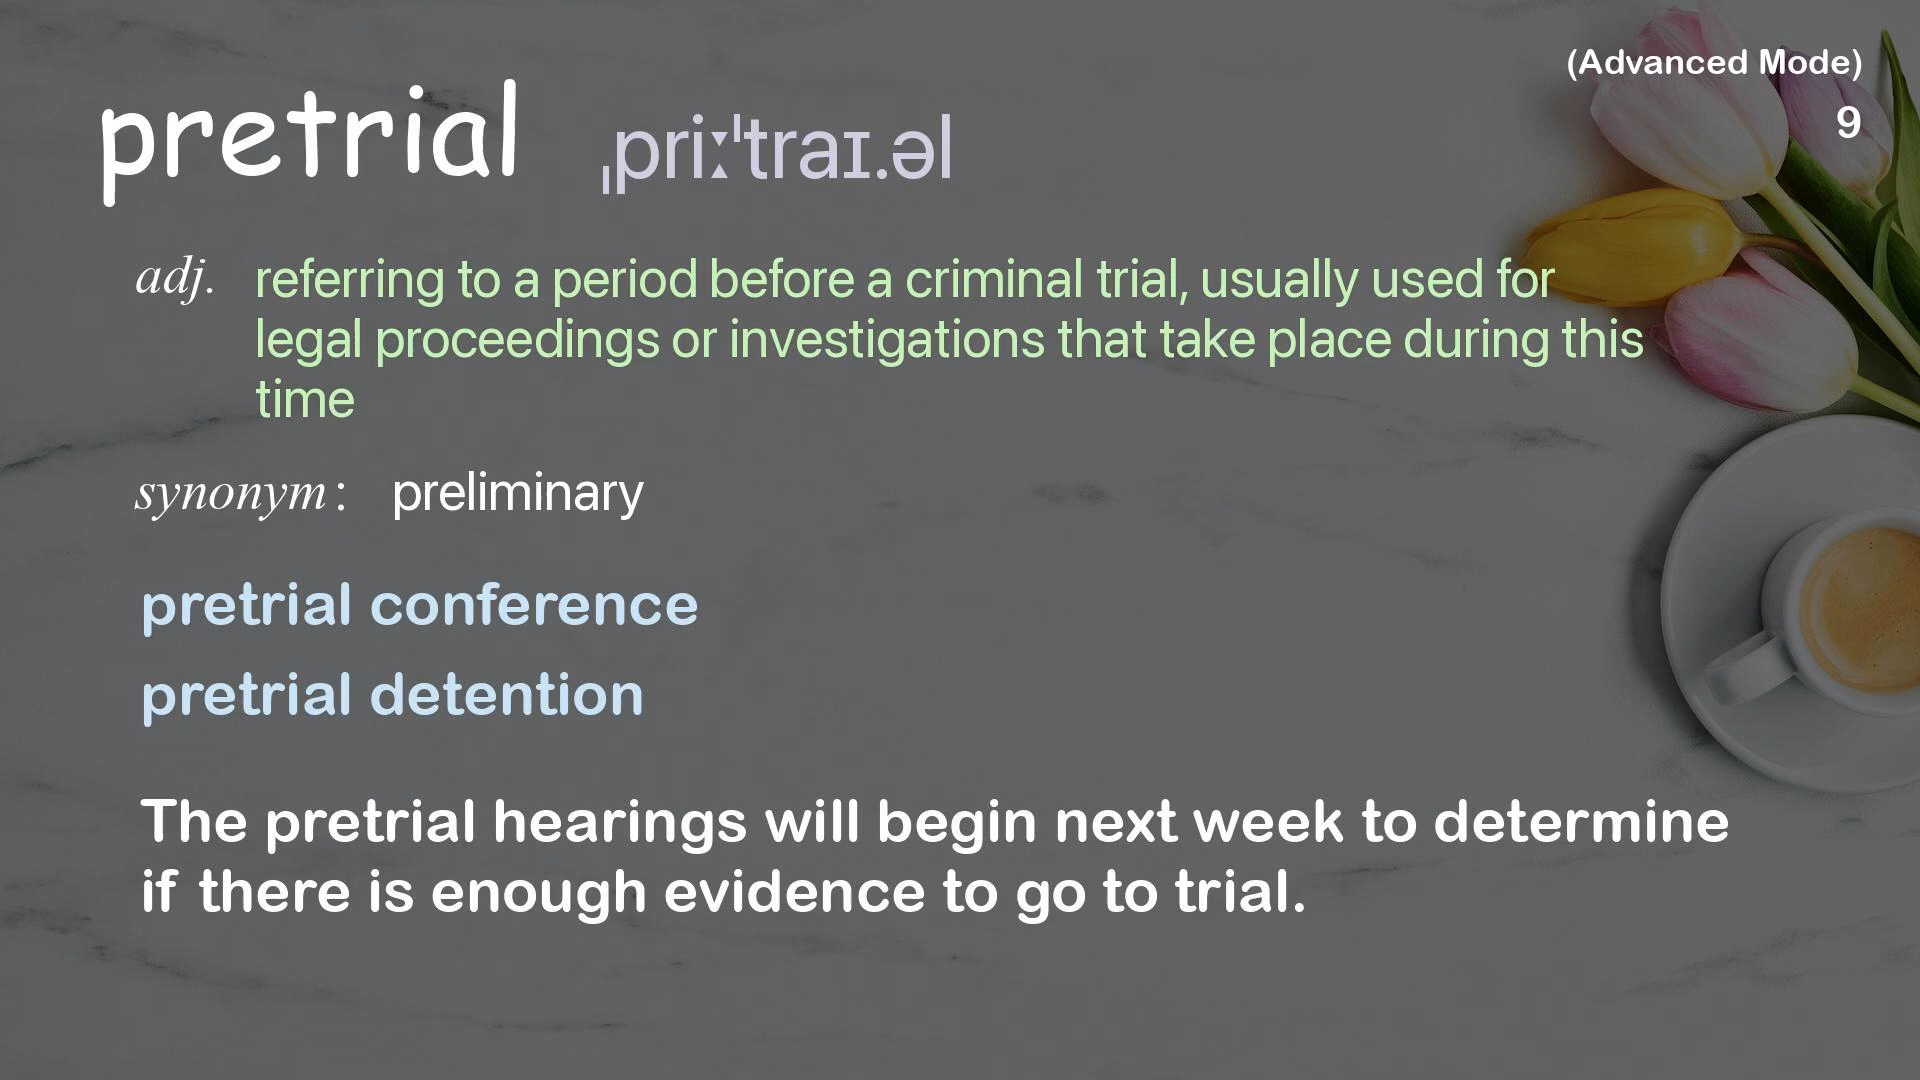 (Advanced Mode)
9
pretrial ˌpriːˈtraɪ.əl
adj. referring to a period before a criminal trial, usually used for
legal proceedings or investigations that take place during this
time
synonym: preliminary
pretrial conference
pretrial detention
The pretrial hearings will begin next week to determine
if there is enough evidence to go to trial.